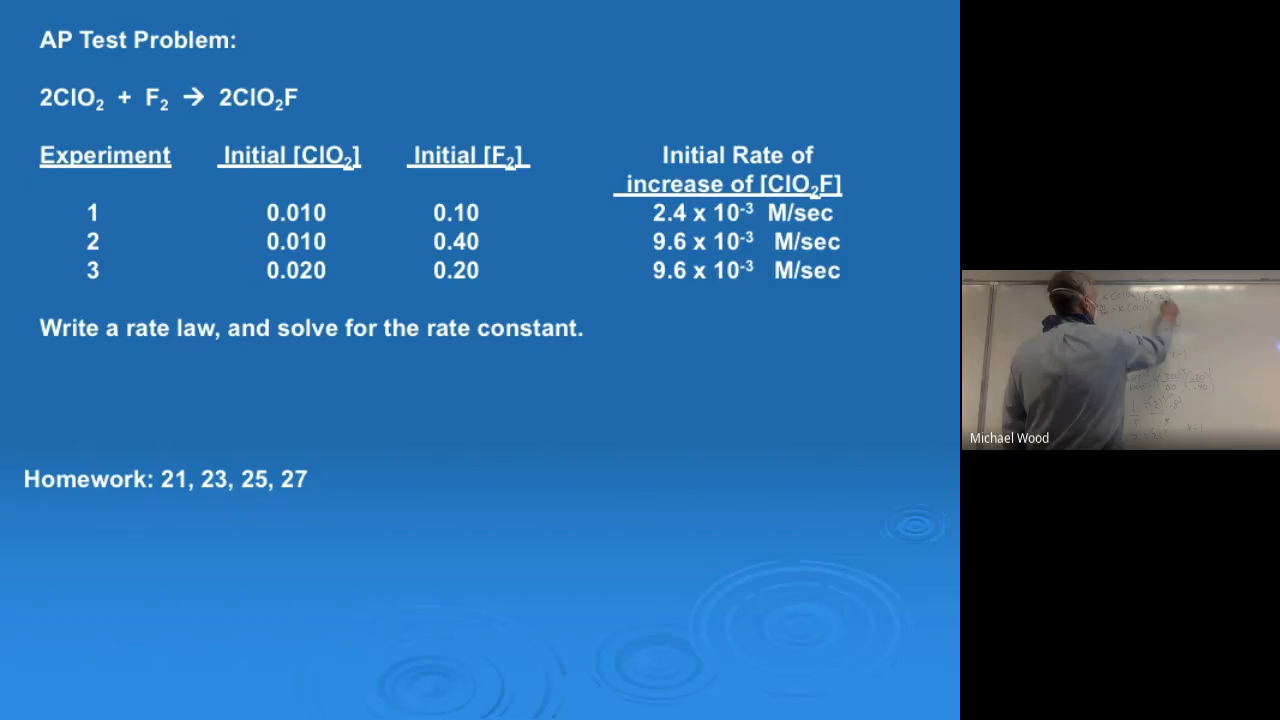 AP Test Problem:
2ClO₂ + F₂ → 2ClO₂F
Experiment Initial [ClO₂] Initial [F₂] Initial Rate of
increase of [ClO₂F]
1 0.010 0.10 2.4 x 10⁻³ M/sec
2 0.010 0.40 9.6 x 10⁻³ M/sec
3 0.020 0.20 9.6 x 10⁻³ M/sec
Write a rate law, and solve for the rate constant.
Homework: 21, 23, 25, 27
Michael Wood